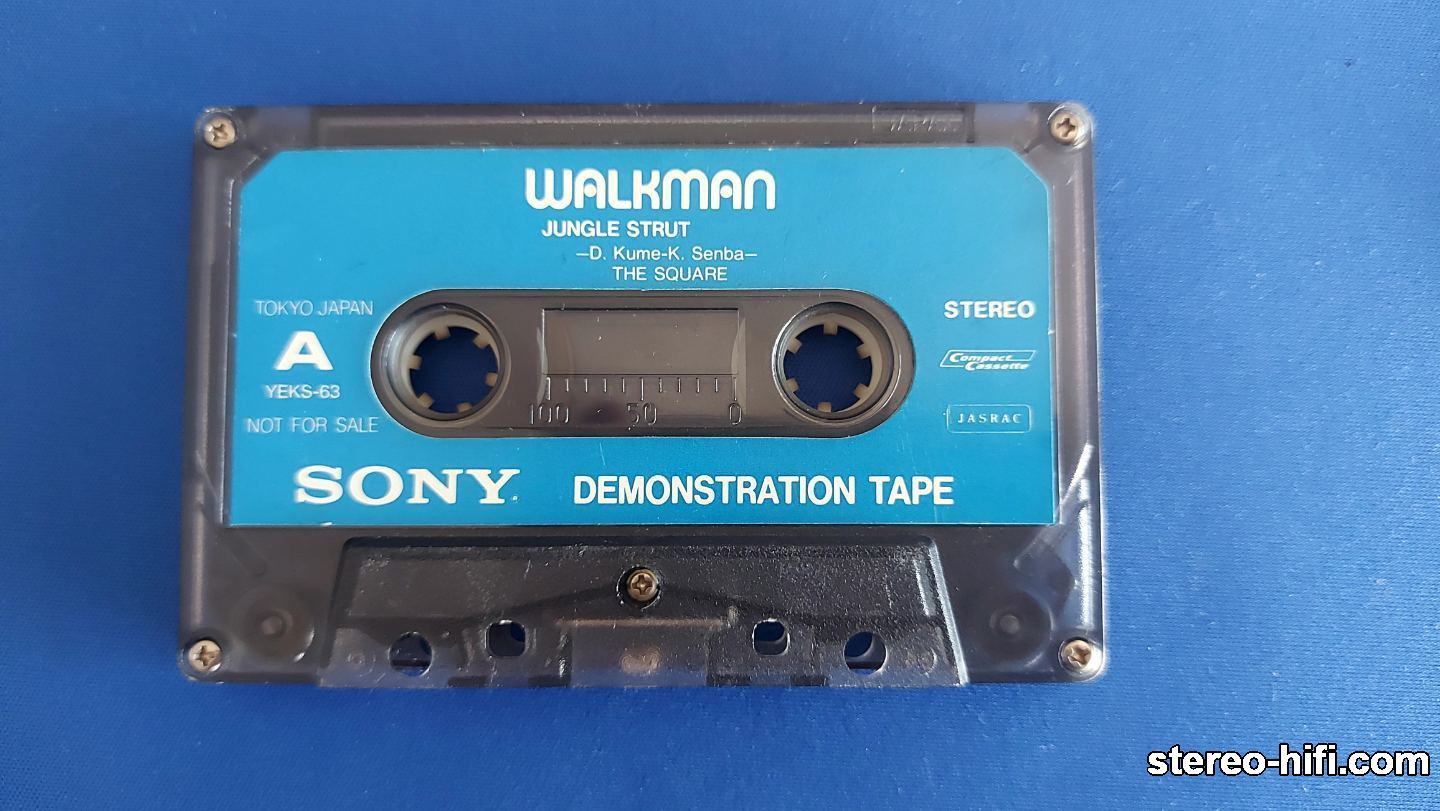 WALKMAN
JUNGLE STRUT
—D. Kume-K. Senba—
THE SQUARE
TOKYO JAPAN
A
YEKS-63
NOT FOR SALE
100 50 0
STEREO
Compact
Cassette
JASRAC
SONY. DEMONSTRATION TAPE
stereo-hifi.com